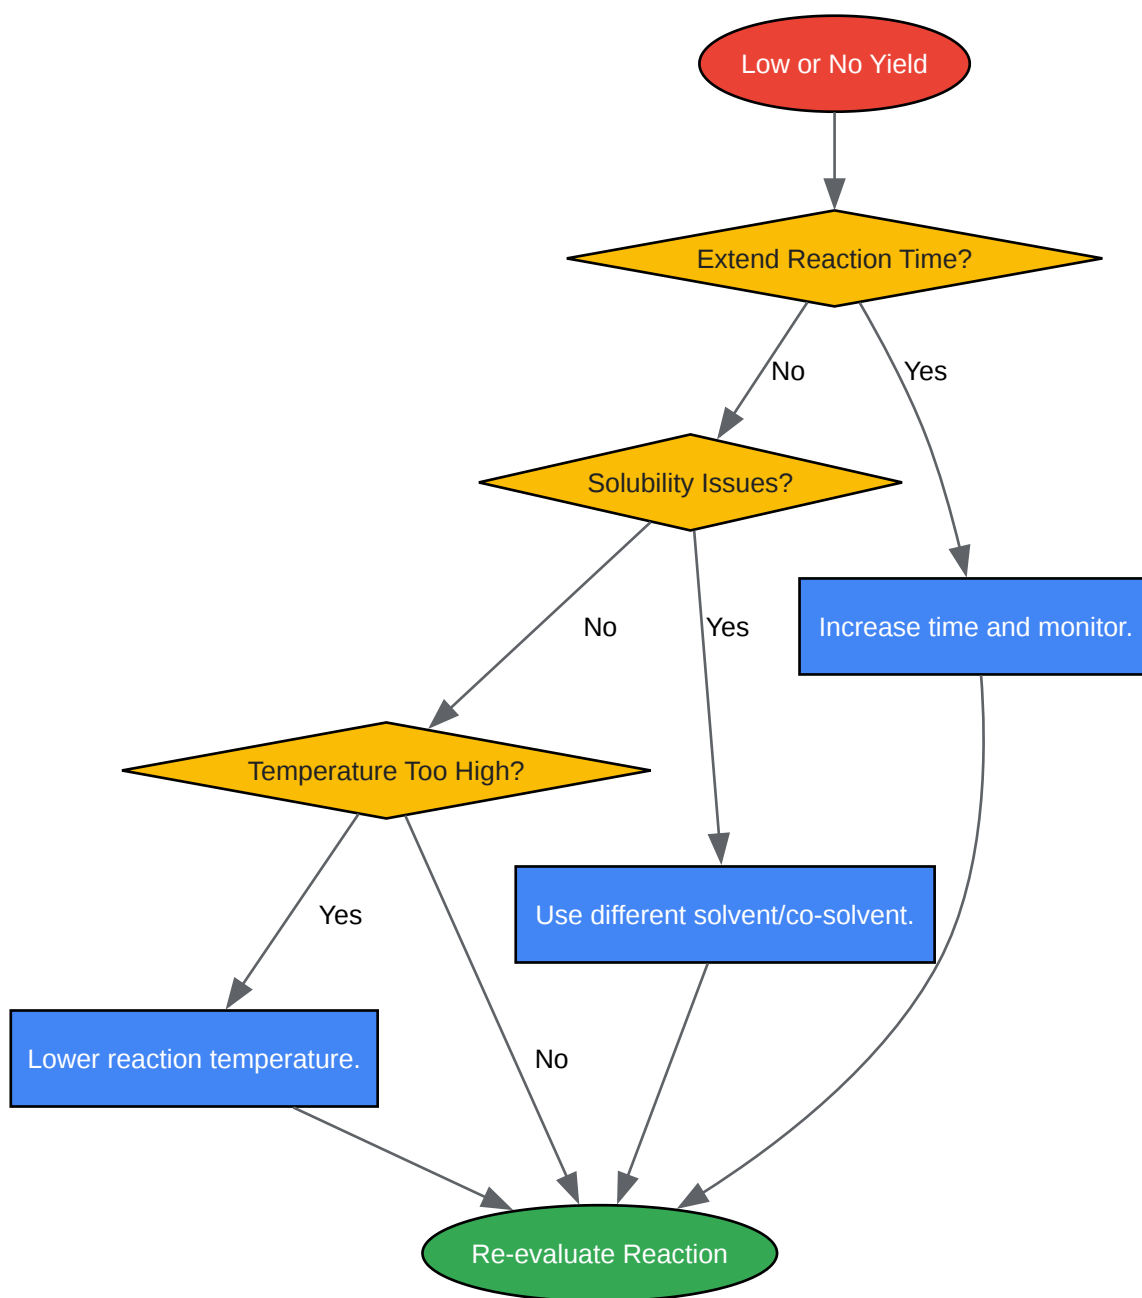 Low or No Yield
Extend Reaction Time?
No
Yes
Solubility Issues?
No
Yes
Increase time and monitor.
Temperature Too High?
Yes
Use different solvent/co-solvent.
Lower reaction temperature.
No
Re-evaluate Reaction